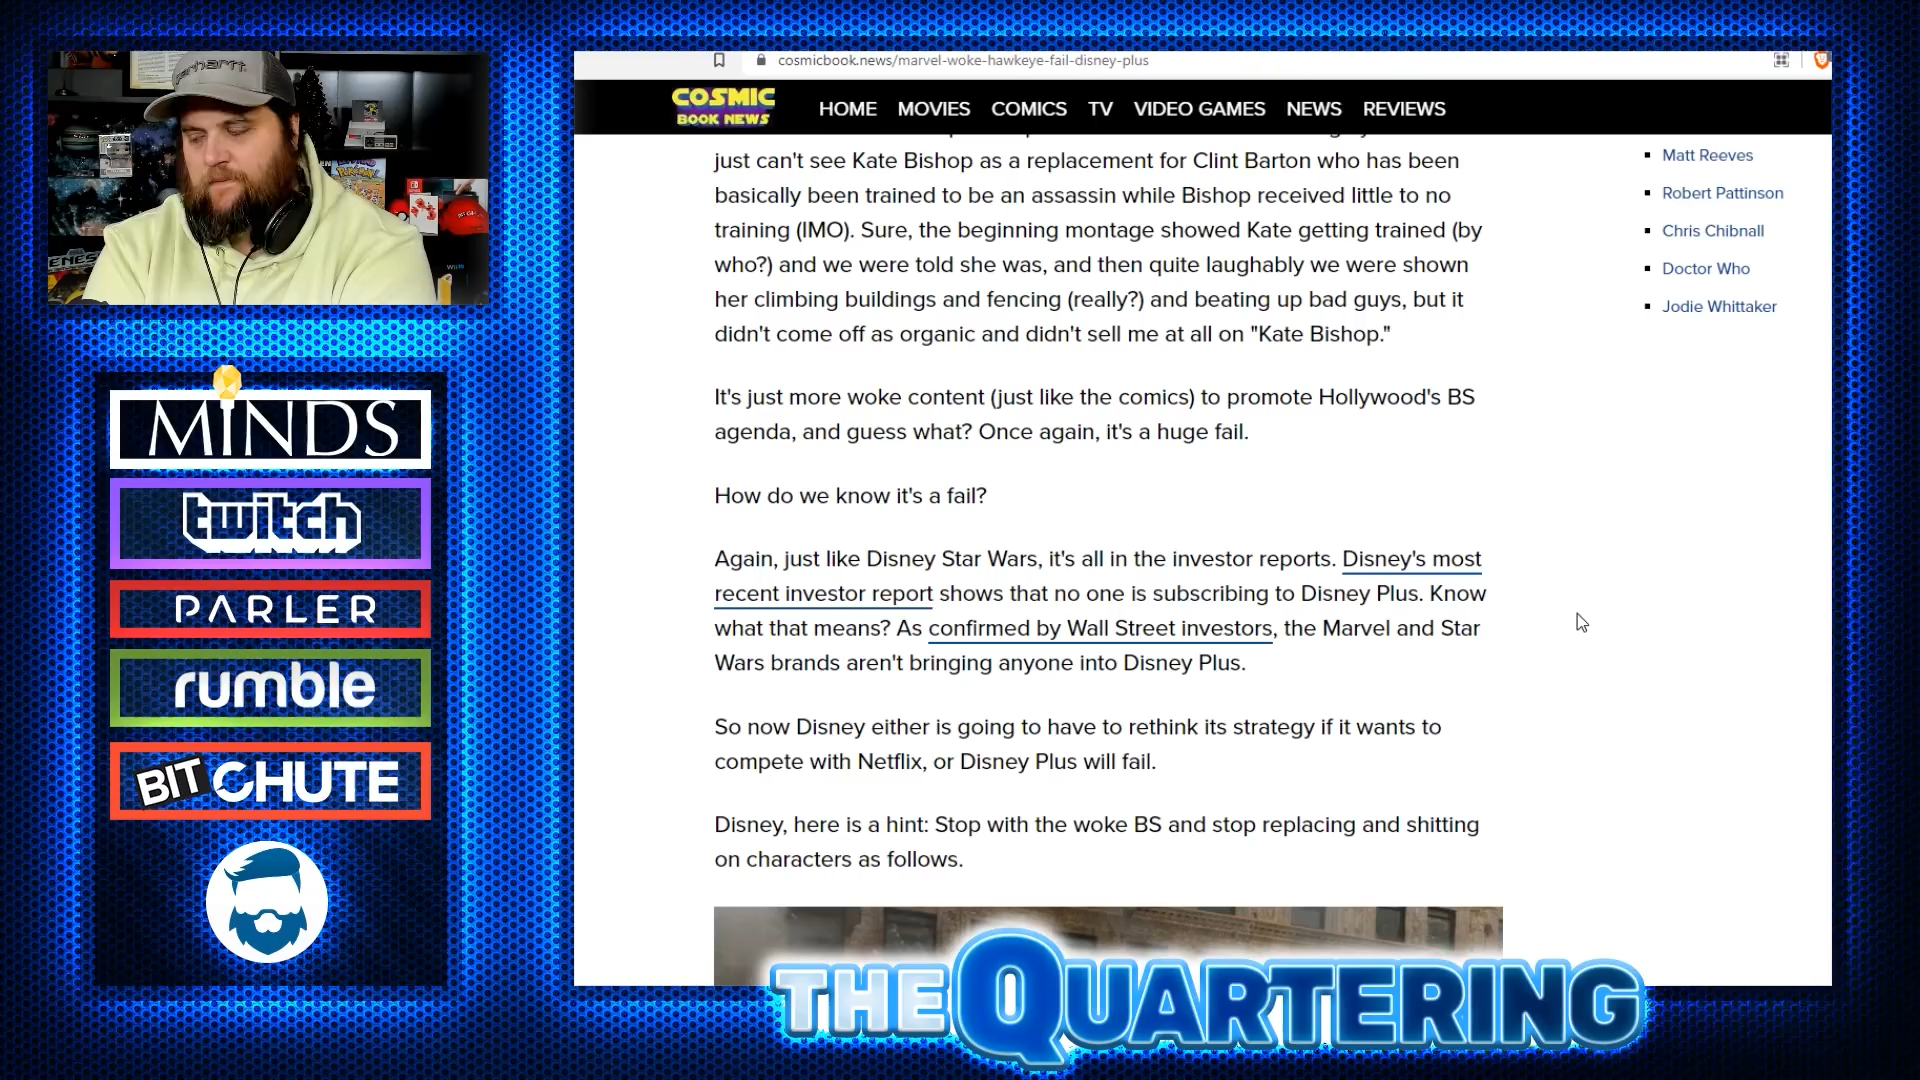 carhartt
GENESIS
POKéMON
Wii U
MINDS
twitch
PARLER
rumble
BITCHUTE
cosmicbook.news/marvel-woke-hawkeye-fail-disney-plus
COSMIC
BOOK NEWS
HOME MOVIES COMICS TV VIDEO GAMES NEWS REVIEWS
just can't see Kate Bishop as a replacement for Clint Barton who has been
basically been trained to be an assassin while Bishop received little to no
training (IMO). Sure, the beginning montage showed Kate getting trained (by
who?) and we were told she was, and then quite laughably we were shown
her climbing buildings and fencing (really?) and beating up bad guys, but it
didn't come off as organic and didn't sell me at all on "Kate Bishop."
It's just more woke content (just like the comics) to promote Hollywood's BS
agenda, and guess what? Once again, it's a huge fail.
How do we know it's a fail?
Again, just like Disney Star Wars, it's all in the investor reports. Disney's most
recent investor report shows that no one is subscribing to Disney Plus. Know
what that means? As confirmed by Wall Street investors, the Marvel and Star
Wars brands aren't bringing anyone into Disney Plus.
So now Disney either is going to have to rethink its strategy if it wants to
compete with Netflix, or Disney Plus will fail.
Disney, here is a hint: Stop with the woke BS and stop replacing and shitting
on characters as follows.
Matt Reeves
Robert Pattinson
Chris Chibnall
Doctor Who
Jodie Whittaker
THE QUARTERING